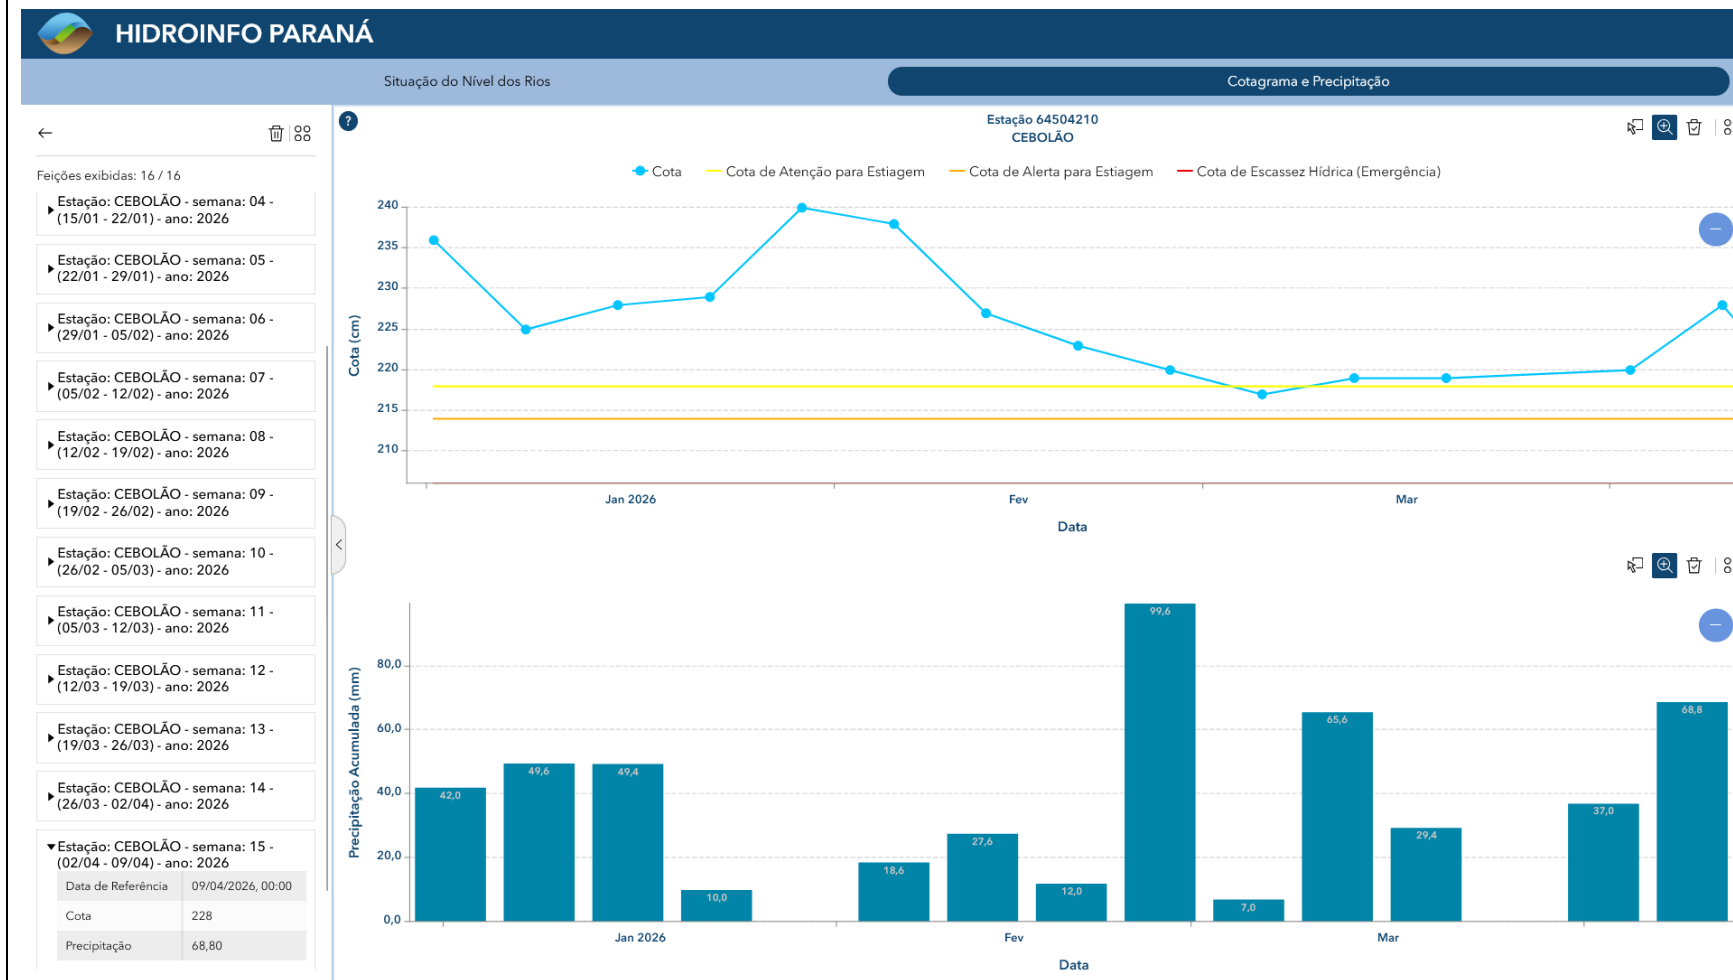 HIDROINFO PARANÁ
Situação do Nível dos Rios
Cotagrama e Precipitação
Feições exibidas: 16 / 16
Estação: CEBOLÃO - semana: 04 -
(15/01 - 22/01) - ano: 2026
Estação: CEBOLÃO - semana: 05 -
(22/01 - 29/01) - ano: 2026
Estação: CEBOLÃO - semana: 06 -
(29/01 - 05/02) - ano: 2026
Estação: CEBOLÃO - semana: 07 -
(05/02 - 12/02) - ano: 2026
Estação: CEBOLÃO - semana: 08 -
(12/02 - 19/02) - ano: 2026
Estação: CEBOLÃO - semana: 09 -
(19/02 - 26/02) - ano: 2026
Estação: CEBOLÃO - semana: 10 -
(26/02 - 05/03) - ano: 2026
Estação: CEBOLÃO - semana: 11 -
(05/03 - 12/03) - ano: 2026
Estação: CEBOLÃO - semana: 12 -
(12/03 - 19/03) - ano: 2026
Estação: CEBOLÃO - semana: 13 -
(19/03 - 26/03) - ano: 2026
Estação: CEBOLÃO - semana: 14 -
(26/03 - 02/04) - ano: 2026
Estação: CEBOLÃO - semana: 15 -
(02/04 - 09/04) - ano: 2026
Data de Referência 09/04/2026, 00:00
Cota 228
Precipitação 68,80
?
Estação 64504210
CEBOLÃO
Cota Cota de Atenção para Estiagem Cota de Alerta para Estiagem Cota de Escassez Hídrica (Emergência)
Cota (cm)
240
235
230
225
220
215
210
Jan 2026 Fev Mar
Data
Precipitação Acumulada (mm)
80,0
60,0
40,0
20,0
0,0
42,0
49,6
49,4
10,0
18,6
27,6
12,0
99,6
7,0
65,6
29,4
37,0
68,8
Jan 2026 Fev Mar
Data